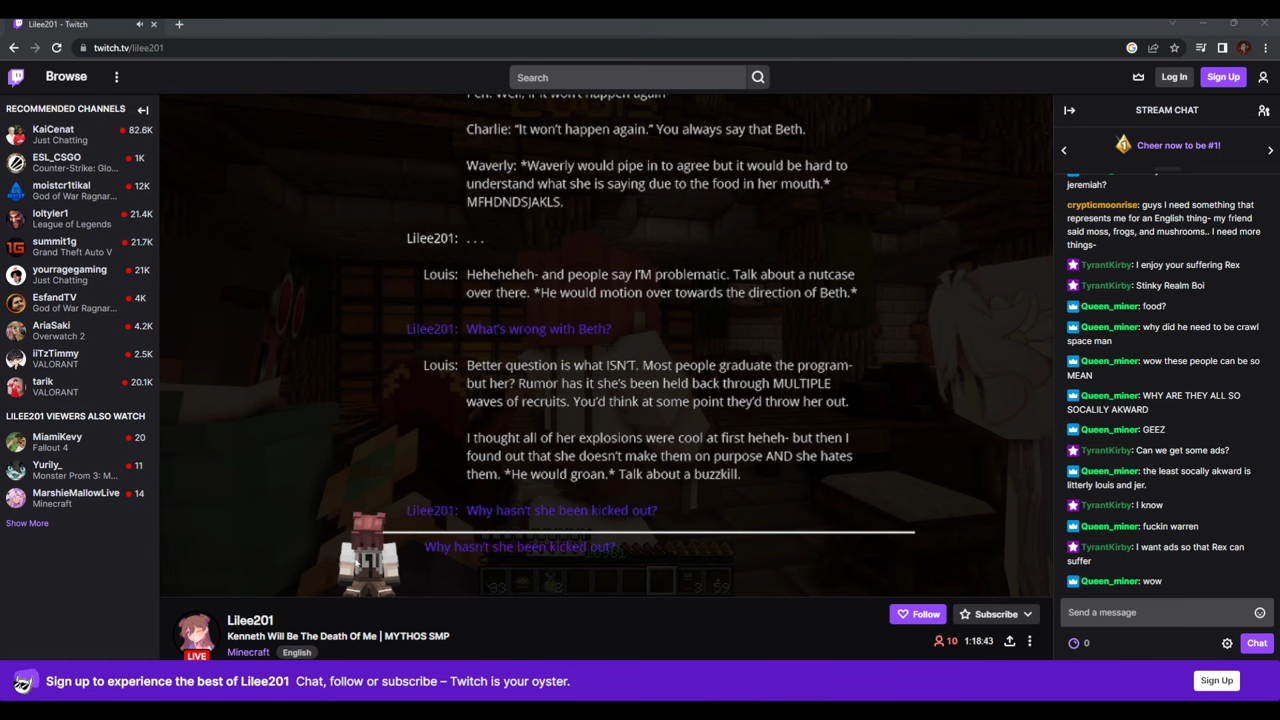 Lilee201 - Twitch
twitch.tv/lilee201
Browse
Search
Log In
Sign Up
RECOMMENDED CHANNELS
KaiCenat
Just Chatting
82.6K
ESL_CSGO
Counter-Strike: Glo...
1K
moistcr1tikal
God of War Ragnar...
12K
loltyler1
League of Legends
21.4K
summit1g
Grand Theft Auto V
21.7K
yourragegaming
Just Chatting
21K
EsfandTV
God of War Ragnar...
4K
AriaSaki
Overwatch 2
4.2K
iiTzTimmy
VALORANT
2.5K
tarik
VALORANT
20.1K
LILEE201 VIEWERS ALSO WATCH
MiamiKevy
Fallout 4
20
Yurily_
Monster Prom 3: M...
11
MarshieMallowLive
Minecraft
14
Show More
Charlie: "It won't happen again." You always say that Beth.
Waverly: *Waverly would pipe in to agree but it would be hard to
understand what she is saying due to the food in her mouth.*
MFHDNDSJAKLS.
Lilee201: . . .
Louis: Heheheheh- and people say I'M problematic. Talk about a nutcase
over there. *He would motion over towards the direction of Beth.*
Lilee201: What's wrong with Beth?
Louis: Better question is what ISN'T. Most people graduate the program-
but her? Rumor has it she's been held back through MULTIPLE
waves of recruits. You'd think at some point they'd throw her out.
I thought all of her explosions were cool at first heheh- but then I
found out that she doesn't make them on purpose AND she hates
them. *He would groan.* Talk about a buzzkill.
Lilee201: Why hasn't she been kicked out?
Why hasn't she been kicked out?
33
2
3
59
Lilee201
Kenneth Will Be The Death Of Me | MYTHOS SMP
Minecraft
English
LIVE
Follow
Subscribe
10
1:18:43
STREAM CHAT
1
Cheer now to be #1!
jeremiah?
crypticmoonrise: guys I need something that
represents me for an English thing- my friend
said moss, frogs, and mushrooms.. I need more
things-
TyrantKirby: I enjoy your suffering Rex
TyrantKirby: Stinky Realm Boi
Queen_miner: food?
Queen_miner: why did he need to be crawl
space man
Queen_miner: wow these people can be so
MEAN
Queen_miner: WHY ARE THEY ALL SO
SOCALILY AKWARD
Queen_miner: GEEZ
TyrantKirby: Can we get some ads?
Queen_miner: the least socally akward is
litterly louis and jer.
TyrantKirby: I know
Queen_miner: fuckin warren
TyrantKirby: I want ads so that Rex can
suffer
Queen_miner: wow
Send a message
0
Chat
Sign up to experience the best of Lilee201 Chat, follow or subscribe – Twitch is your oyster.
Sign Up